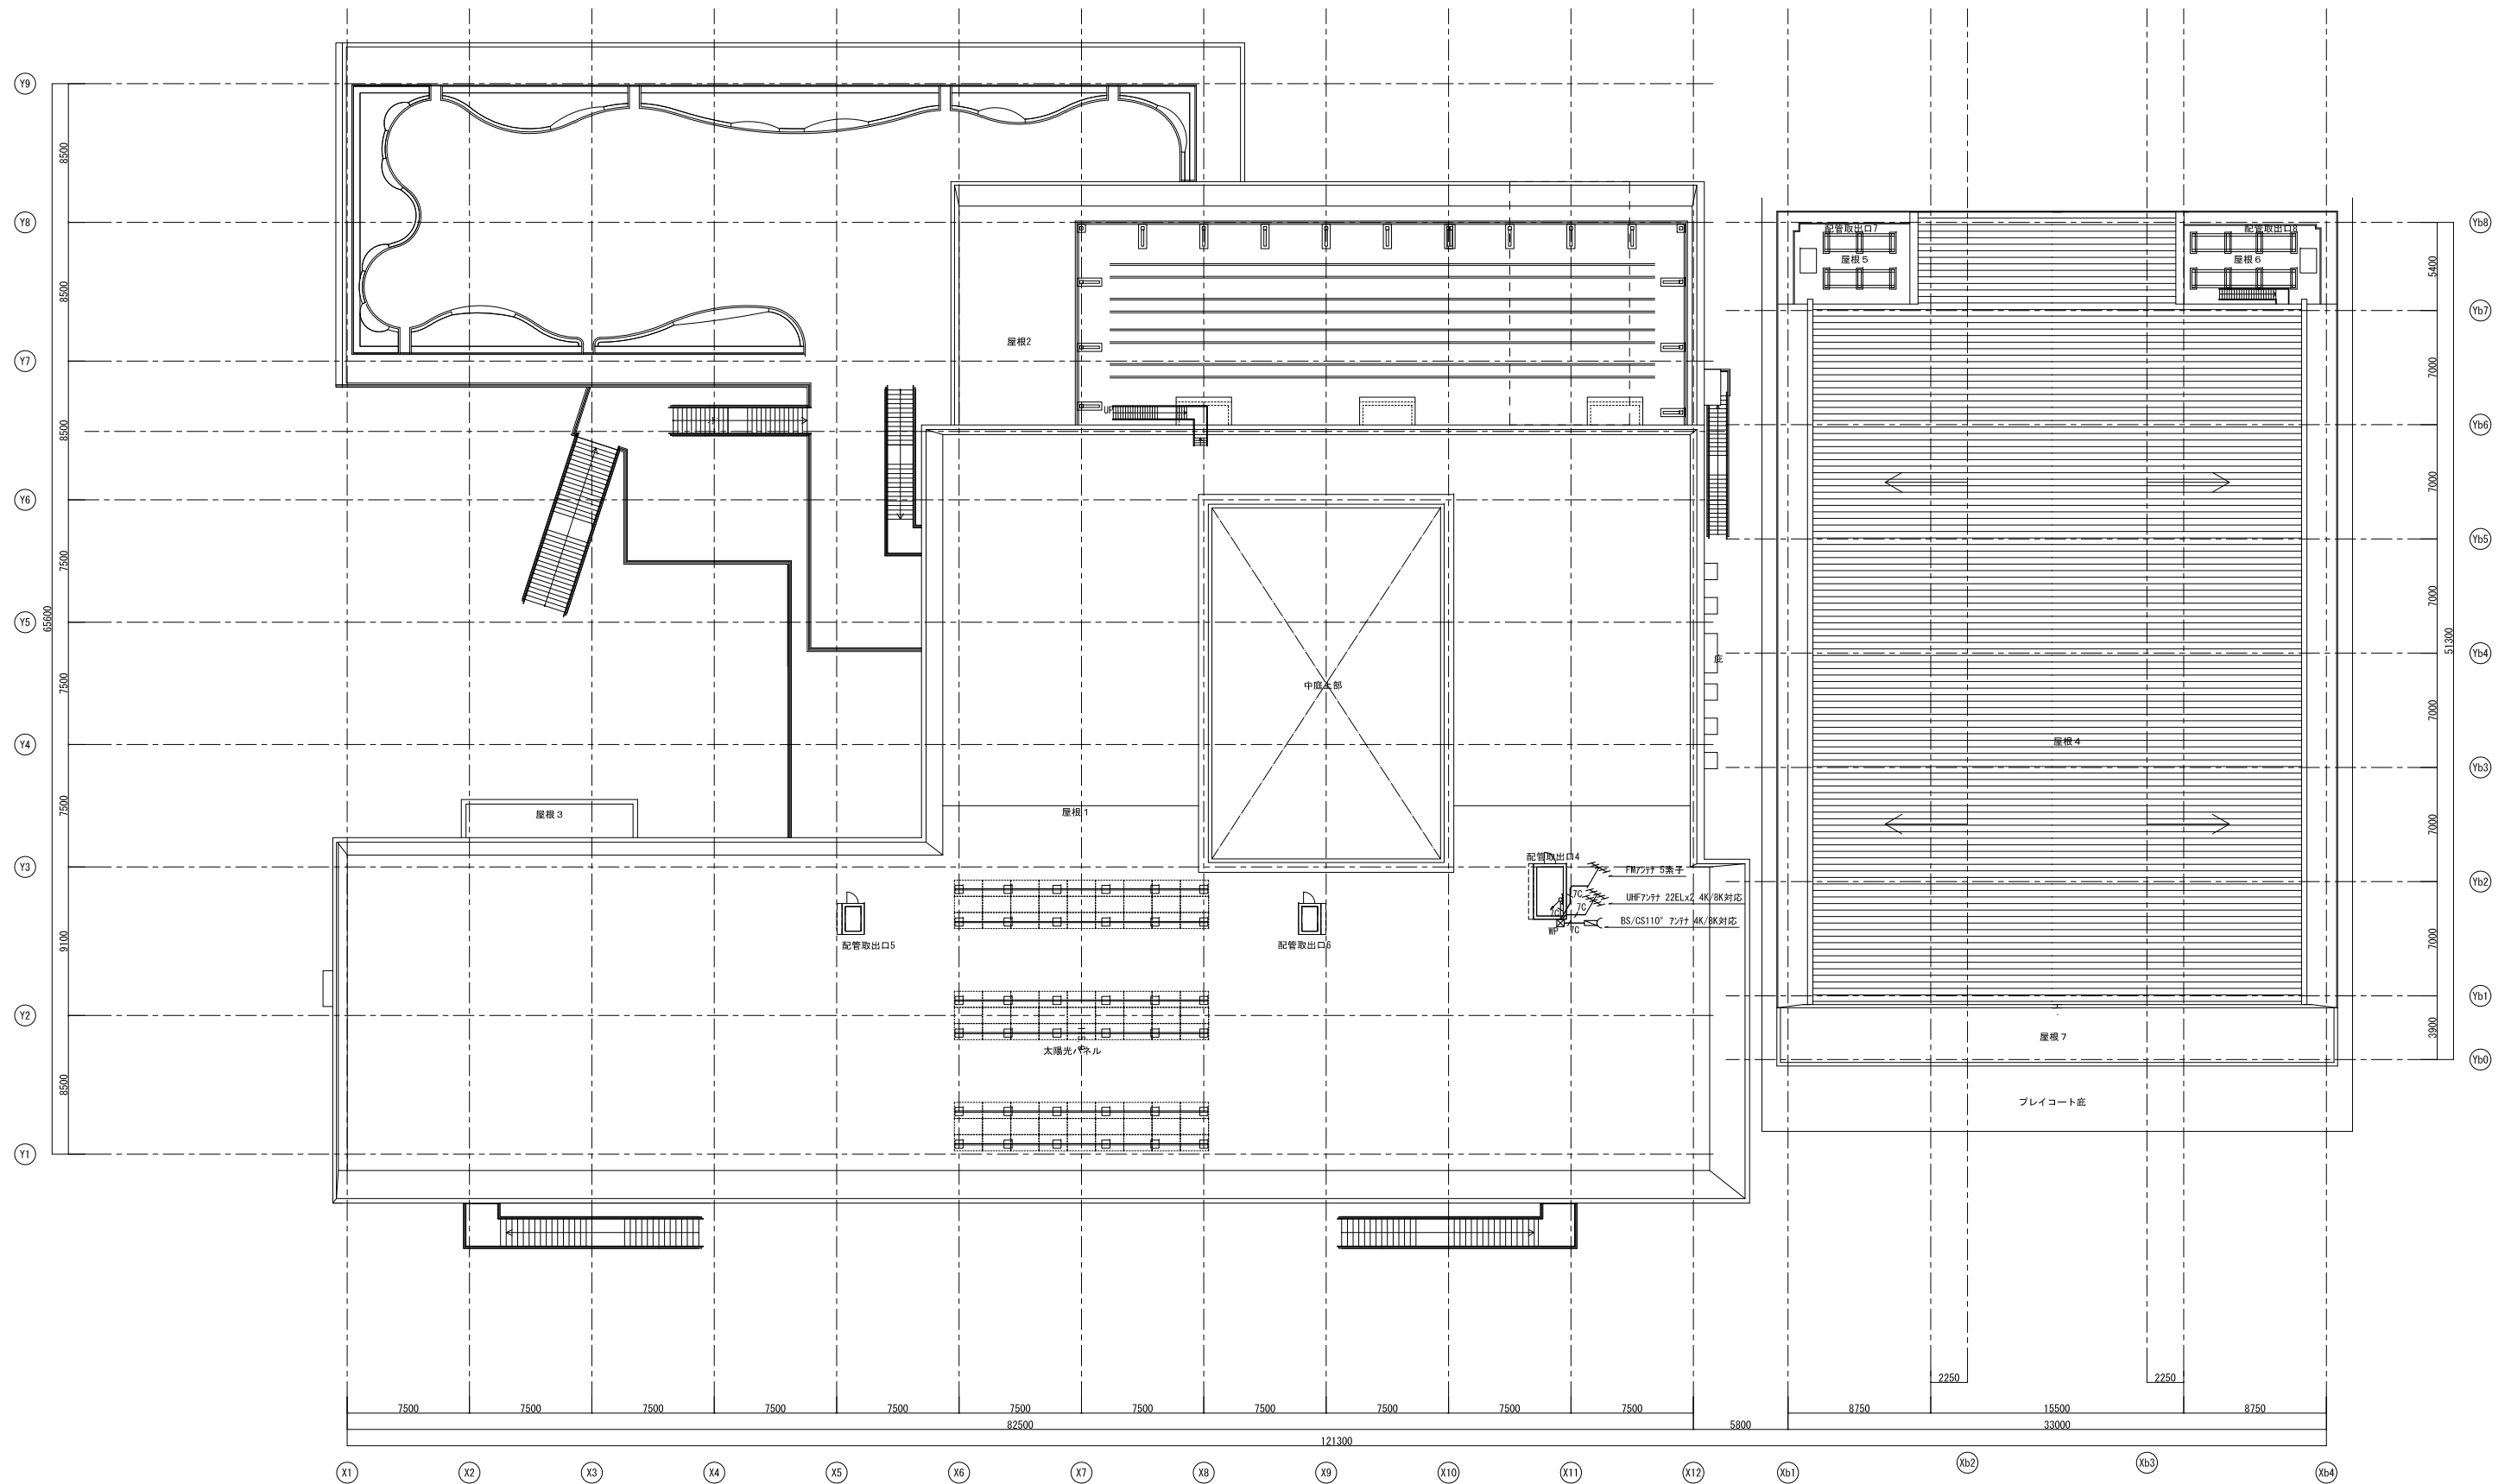 Y9
Y8
Y7
Y6
Y5
Y4
Y3
Y2
Y1
8500
8500
8500
7500
7500
7500
9100
8500
65600
屋根2
UP
屋根3
屋根1
中庭上部
庇
配管取出口4
FMアンテナ 5素子
UHFアンテナ 22ELx2 4K/8K対応
BS/CS110° アンテナ 4K/8K対応
7C
7C
7C
7C
WP
配管取出口5
配管取出口6
太陽光パネル
配管取出口7
屋根5
配管取出口8
屋根6
屋根4
屋根7
プレイコート庇
Yb8
Yb7
Yb6
Yb5
Yb4
Yb3
Yb2
Yb1
Yb0
5400
7000
7000
7000
7000
7000
7000
3900
51300
2250
2250
7500
7500
7500
7500
7500
7500
7500
7500
7500
7500
7500
8750
15500
8750
82500
5800
33000
121300
X1
X2
X3
X4
X5
X6
X7
X8
X9
X10
X11
X12
Xb1
Xb2
Xb3
Xb4